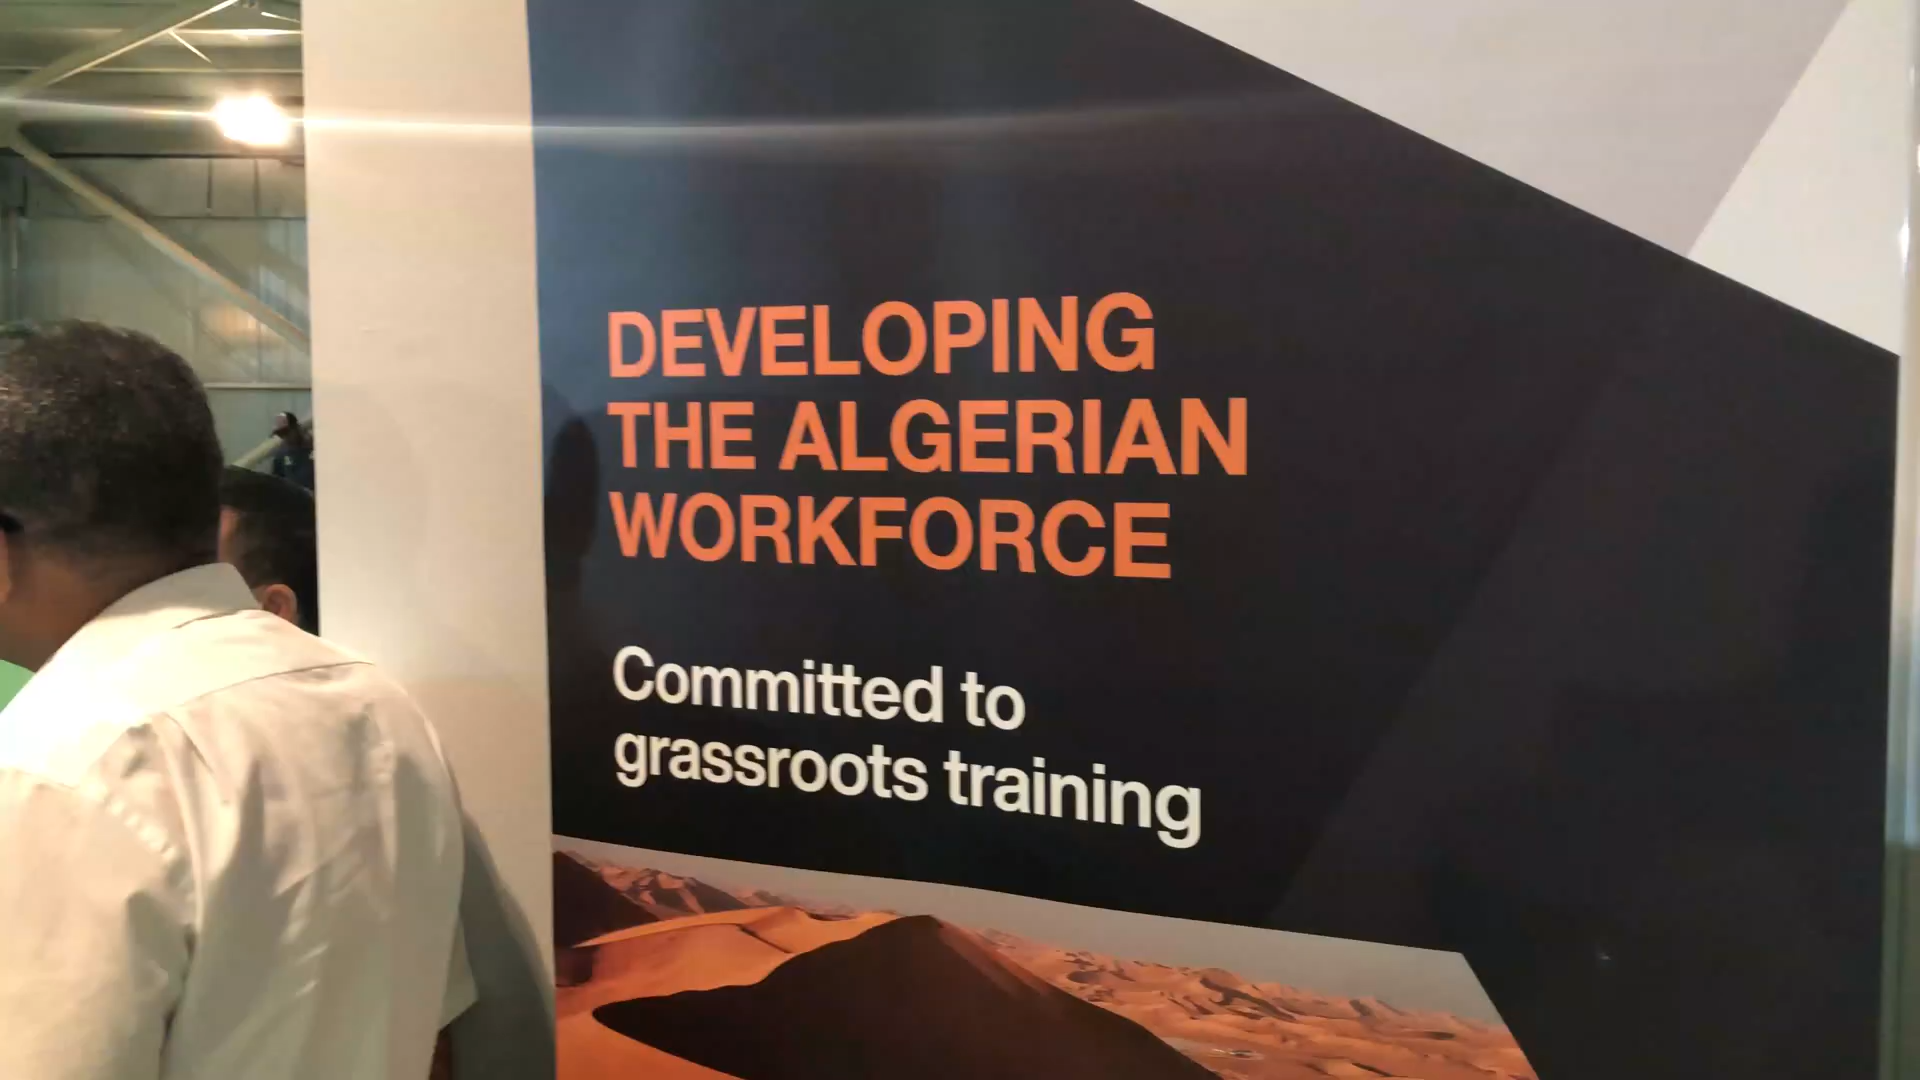 DEVELOPING
THE ALGERIAN
WORKFORCE
Committed to
grassroots training